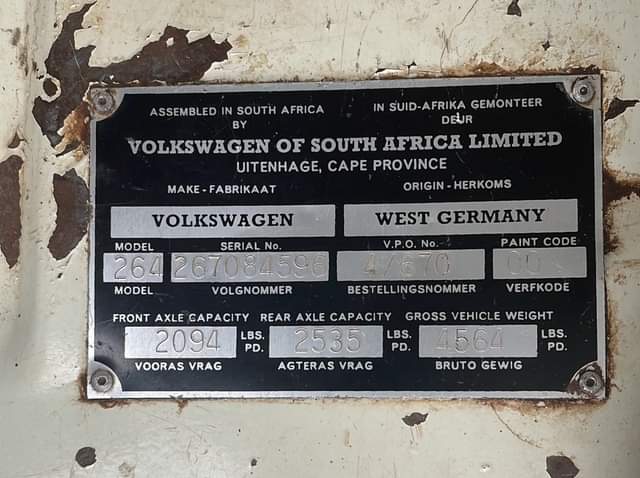 ASSEMBLED IN SOUTH AFRICA IN SUID-AFRIKA GEMONTEER
BY DEUR
VOLKSWAGEN OF SOUTH AFRICA LIMITED
UITENHAGE, CAPE PROVINCE
MAKE - FABRIKAAT ORIGIN - HERKOMS
VOLKSWAGEN WEST GERMANY
MODEL SERIAL No. V.P.O. No. PAINT CODE
264 267084596
MODEL VOLGNOMMER BESTELLINGSNOMMER VERFKODE
FRONT AXLE CAPACITY REAR AXLE CAPACITY GROSS VEHICLE WEIGHT
2094 LBS. PD. 2535 LBS. PD. 4564 LBS. PD.
VOORAS VRAG AGTERAS VRAG BRUTO GEWIG